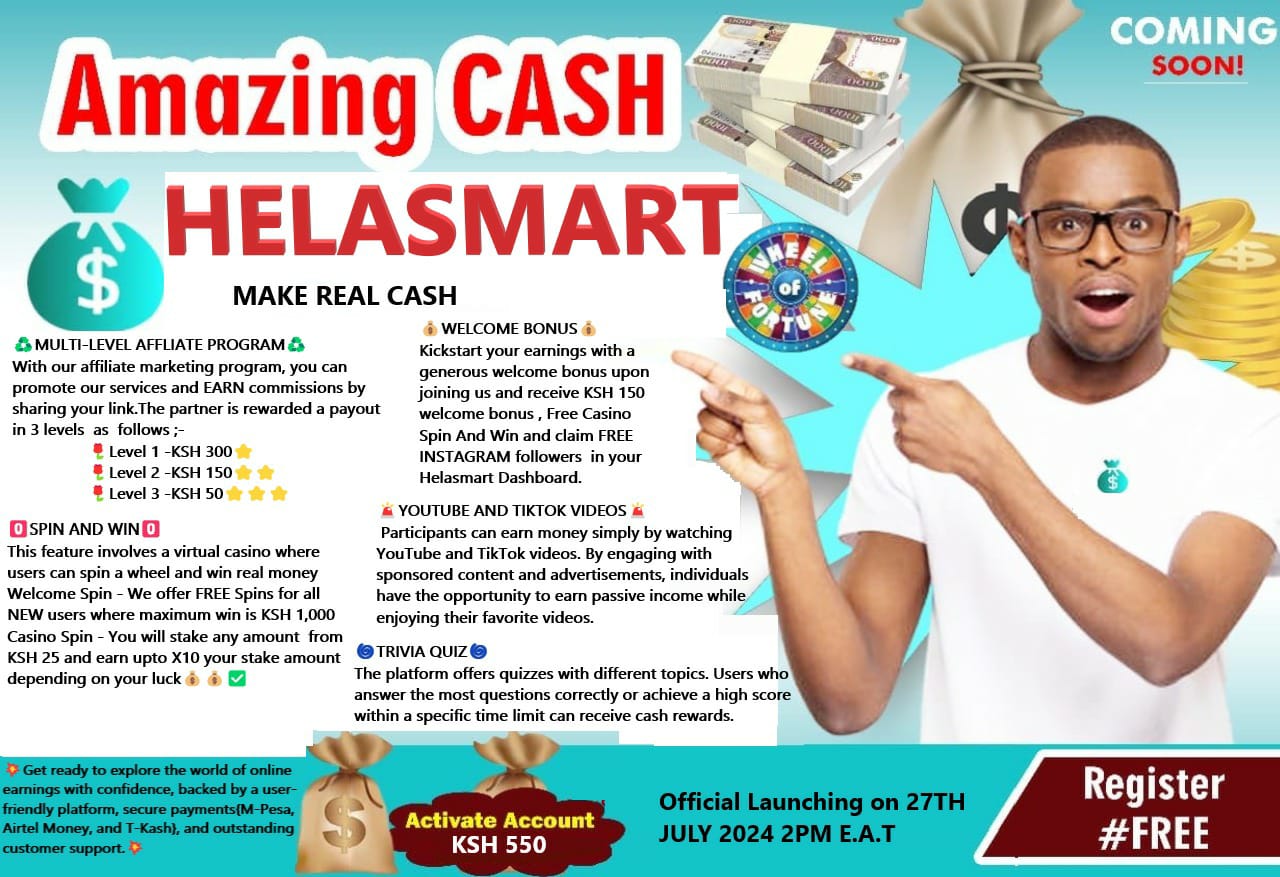 COMING
SOON!
Amazing CASH
HELASMART
MAKE REAL CASH
WHEEL
of
FORTUNE
♻️MULTI-LEVEL AFFLIATE PROGRAM♻️
With our affiliate marketing program, you can
promote our services and EARN commissions by
sharing your link.The partner is rewarded a payout
in 3 levels as follows ;-
🌷Level 1 -KSH 300⭐
🌷Level 2 -KSH 150⭐⭐
🌷Level 3 -KSH 50⭐⭐⭐
💰WELCOME BONUS💰
Kickstart your earnings with a
generous welcome bonus upon
joining us and receive KSH 150
welcome bonus , Free Casino
Spin And Win and claim FREE
INSTAGRAM followers in your
Helasmart Dashboard.
🚨YOUTUBE AND TIKTOK VIDEOS🚨
Participants can earn money simply by watching
YouTube and TikTok videos. By engaging with
sponsored content and advertisements, individuals
have the opportunity to earn passive income while
enjoying their favorite videos.
🅾️SPIN AND WIN🅾️
This feature involves a virtual casino where
users can spin a wheel and win real money
Welcome Spin - We offer FREE Spins for all
NEW users where maximum win is KSH 1,000
Casino Spin - You will stake any amount from
KSH 25 and earn upto X10 your stake amount
depending on your luck💰💰✅
🌀TRIVIA QUIZ🌀
The platform offers quizzes with different topics. Users who
answer the most questions correctly or achieve a high score
within a specific time limit can receive cash rewards.
💥Get ready to explore the world of online
earnings with confidence, backed by a user-
friendly platform, secure payments{M-Pesa,
Airtel Money, and T-Kash}, and outstanding
customer support.💥
Activate Account
KSH 550
Official Launching on 27TH
JULY 2024 2PM E.A.T
Register
#FREE